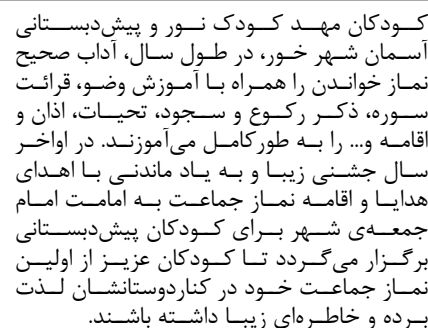 کودکان مهد کودک نور و پیش‌دبستانی
آسمان شهر خور، در طول سال، آداب صحیح
نماز خواندن را همراه با آموزش وضو، قرائت
سوره، ذکر رکوع و سجود، تحیات، اذان و
اقامه و... را به طورکامل می‌آموزند. در اواخر
سال جشنی زیبا و به یاد ماندنی با اهدای
هدایا و اقامه نماز جماعت به امامت امام
جمعه‌ی شهر برای کودکان پیش‌دبستانی
برگزار می‌گردد تا کودکان عزیز از اولین
نماز جماعت خود در کناردوستانشان لذت
برده و خاطره‌ای زیبا داشته باشند.